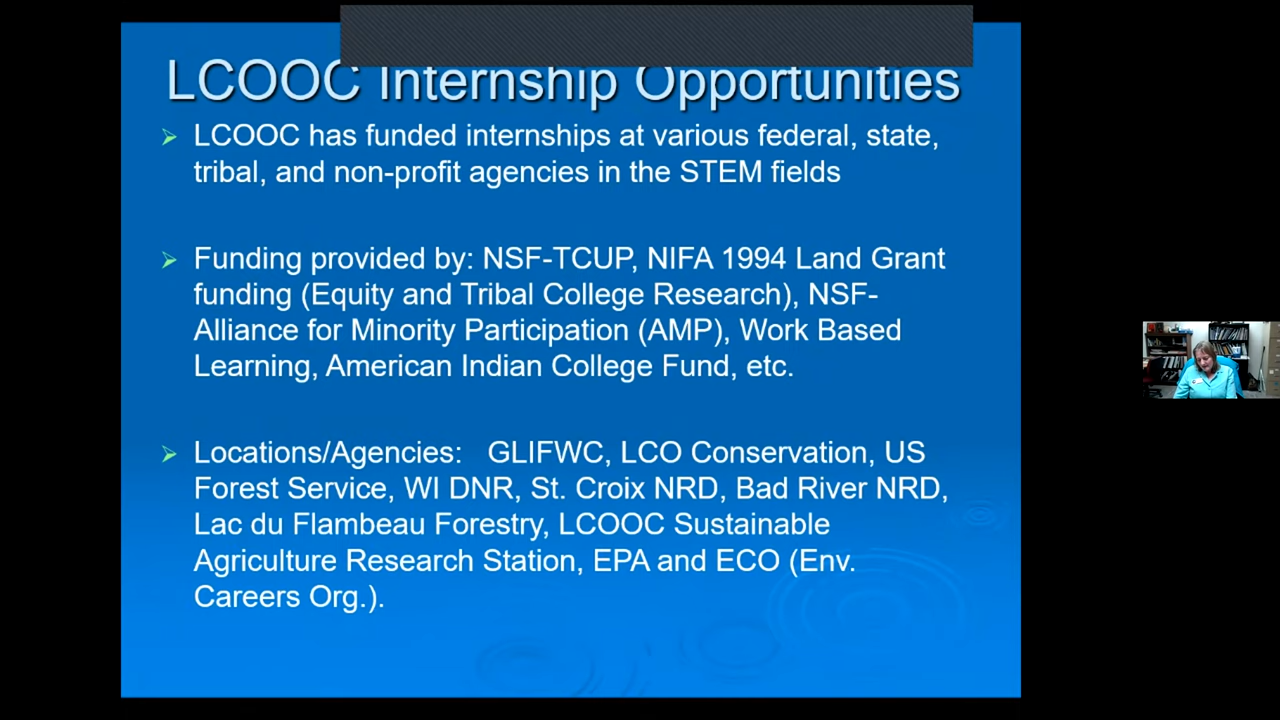 LCOOC Internship Opportunities
LCOOC has funded internships at various federal, state,
tribal, and non-profit agencies in the STEM fields
Funding provided by: NSF-TCUP, NIFA 1994 Land Grant
funding (Equity and Tribal College Research), NSF-
Alliance for Minority Participation (AMP), Work Based
Learning, American Indian College Fund, etc.
Locations/Agencies: GLIFWC, LCO Conservation, US
Forest Service, WI DNR, St. Croix NRD, Bad River NRD,
Lac du Flambeau Forestry, LCOOC Sustainable
Agriculture Research Station, EPA and ECO (Env.
Careers Org.).